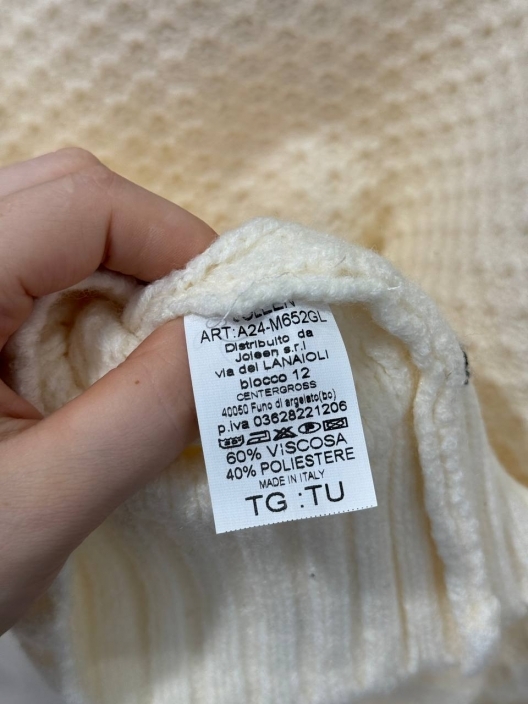 ART:A24-M652GL
Distribuito da
Joleen s.r.l
via dei LANAIOLI
blocco 12
CENTERGROSS
40050 Funo di argelato(bo)
p.iva 03628221206
60% VISCOSA
40% POLIESTERE
MADE IN ITALY
TG :TU